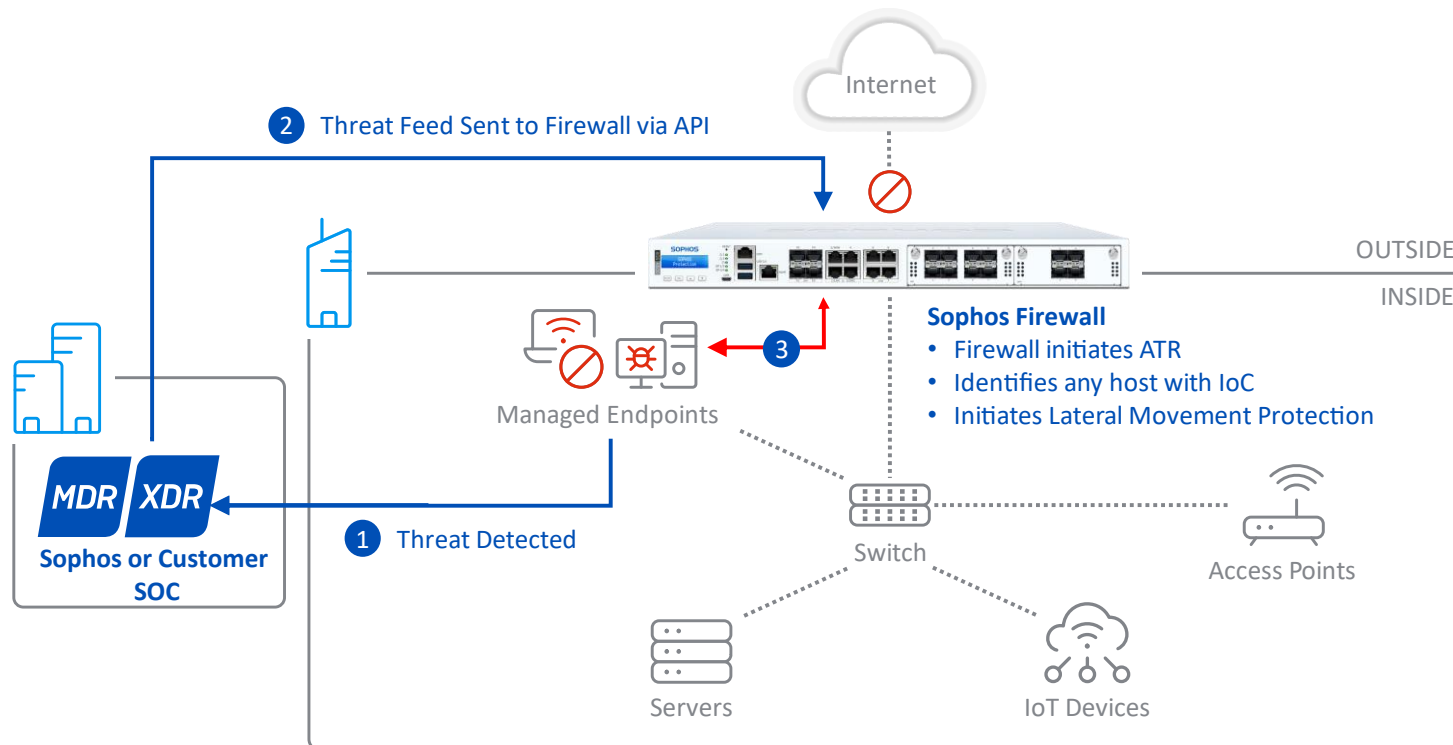 Internet
2 Threat Feed Sent to Firewall via API
SOPHOS
OUTSIDE
INSIDE
Sophos Firewall
• Firewall initiates ATR
• Identifies any host with IoC
• Initiates Lateral Movement Protection
3
Managed Endpoints
MDR XDR
Sophos or Customer
SOC
1 Threat Detected
Switch
Access Points
Servers
IoT Devices